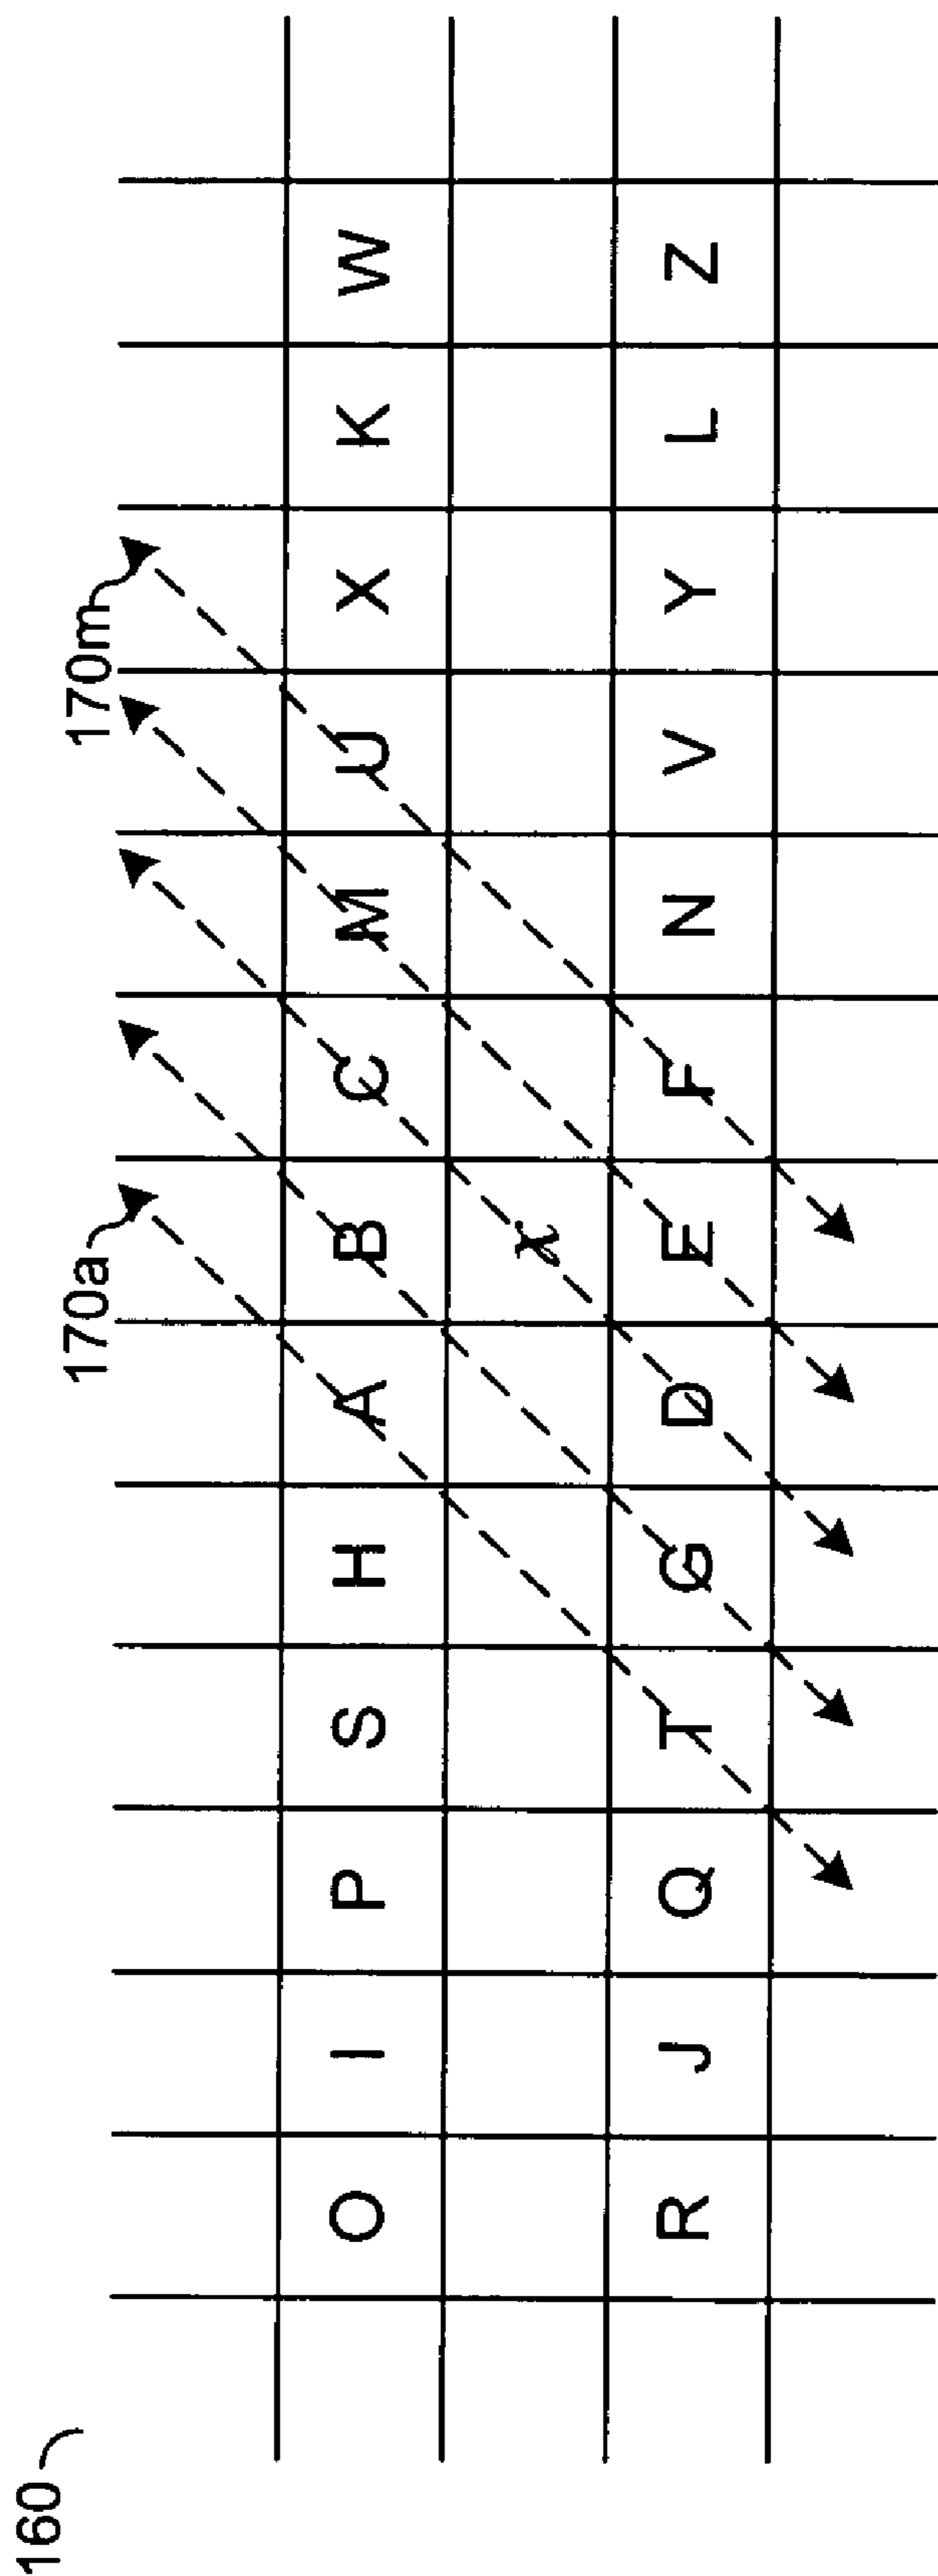 160
170a 170m
O I P S H A B C M U X K W
x
R J Q T G D E F N V Y L Z